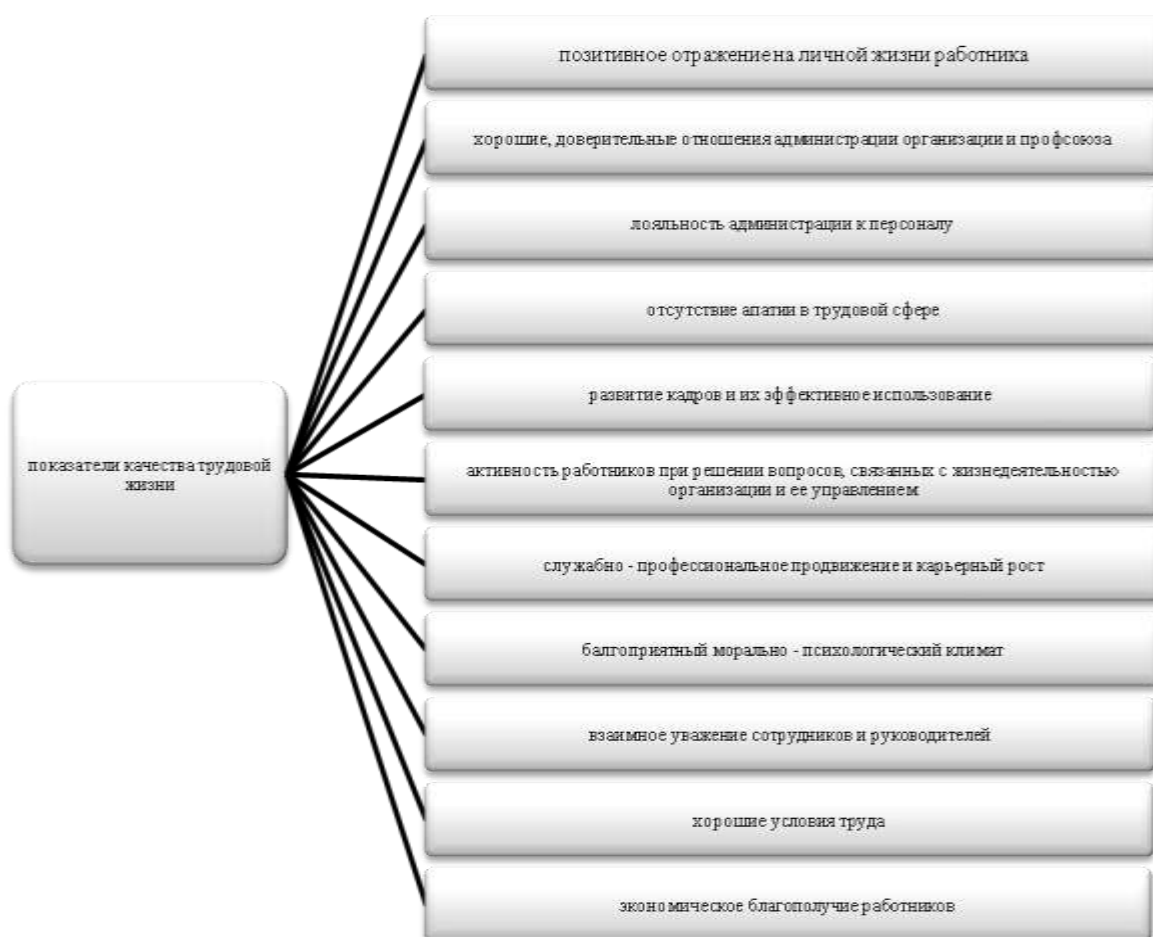 позитивное отражение на личной жизни работника
хорошие, доверительные отношения администрации организации и профсоюза
лояльность администрации к персоналу
отсутствие апатии в трудовой сфере
развитие кадров и их эффективное использование
показатели качества трудовой
жизни
активность работников при решении вопросов, связанных с жизнедеятельностью
организации и ее управлением
служабно - профессиональное продвижение и карьерный рост
балгоприятный морально - психологический климат
взаимное уважение сотрудников и руководителей
хорошие условия труда
экономическое благополучие работников